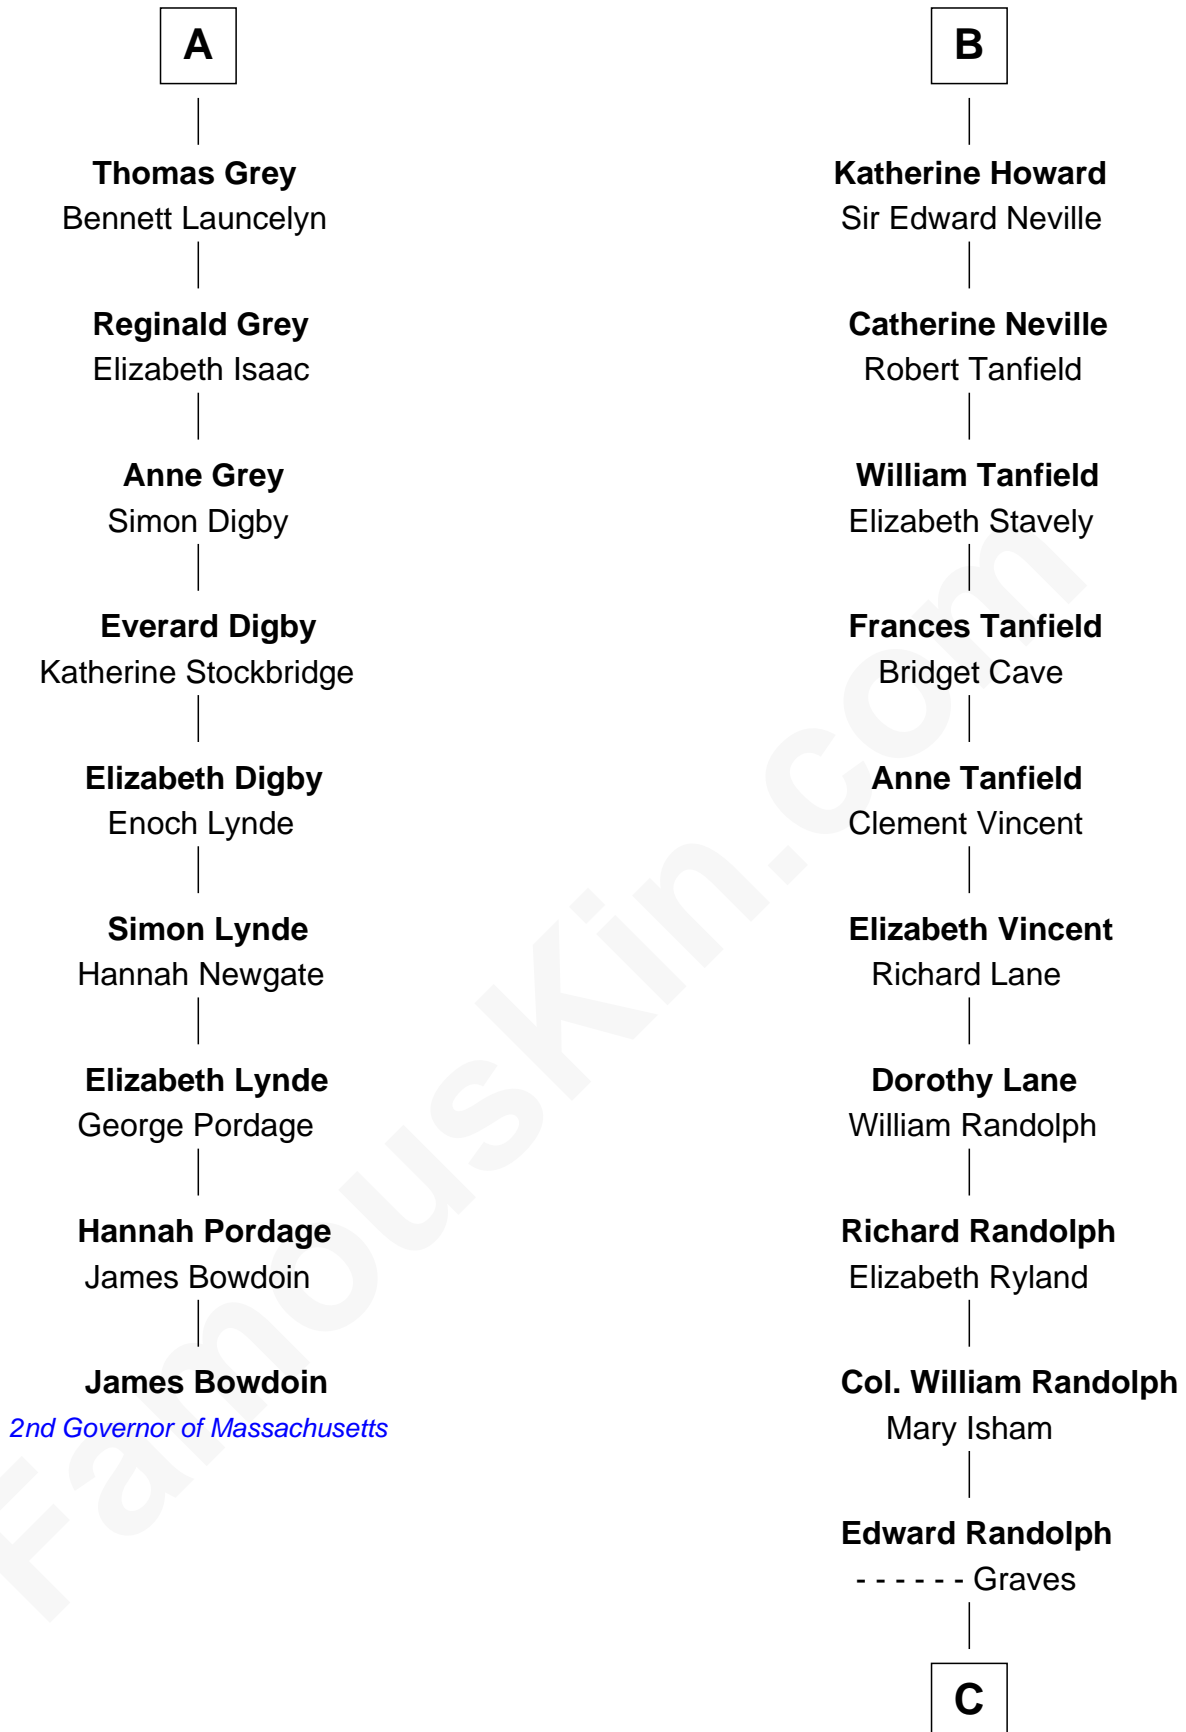 A
Thomas Grey
Bennett Launcelyn
Reginald Grey
Elizabeth Isaac
Anne Grey
Simon Digby
Everard Digby
Katherine Stockbridge
Elizabeth Digby
Enoch Lynde
Simon Lynde
Hannah Newgate
Elizabeth Lynde
George Pordage
Hannah Pordage
James Bowdoin
James Bowdoin
2nd Governor of Massachusetts
B
Katherine Howard
Sir Edward Neville
Catherine Neville
Robert Tanfield
William Tanfield
Elizabeth Stavely
Frances Tanfield
Bridget Cave
Anne Tanfield
Clement Vincent
Elizabeth Vincent
Richard Lane
Dorothy Lane
William Randolph
Richard Randolph
Elizabeth Ryland
Col. William Randolph
Mary Isham
Edward Randolph
- - - - - - Graves
C
FamousKin.com